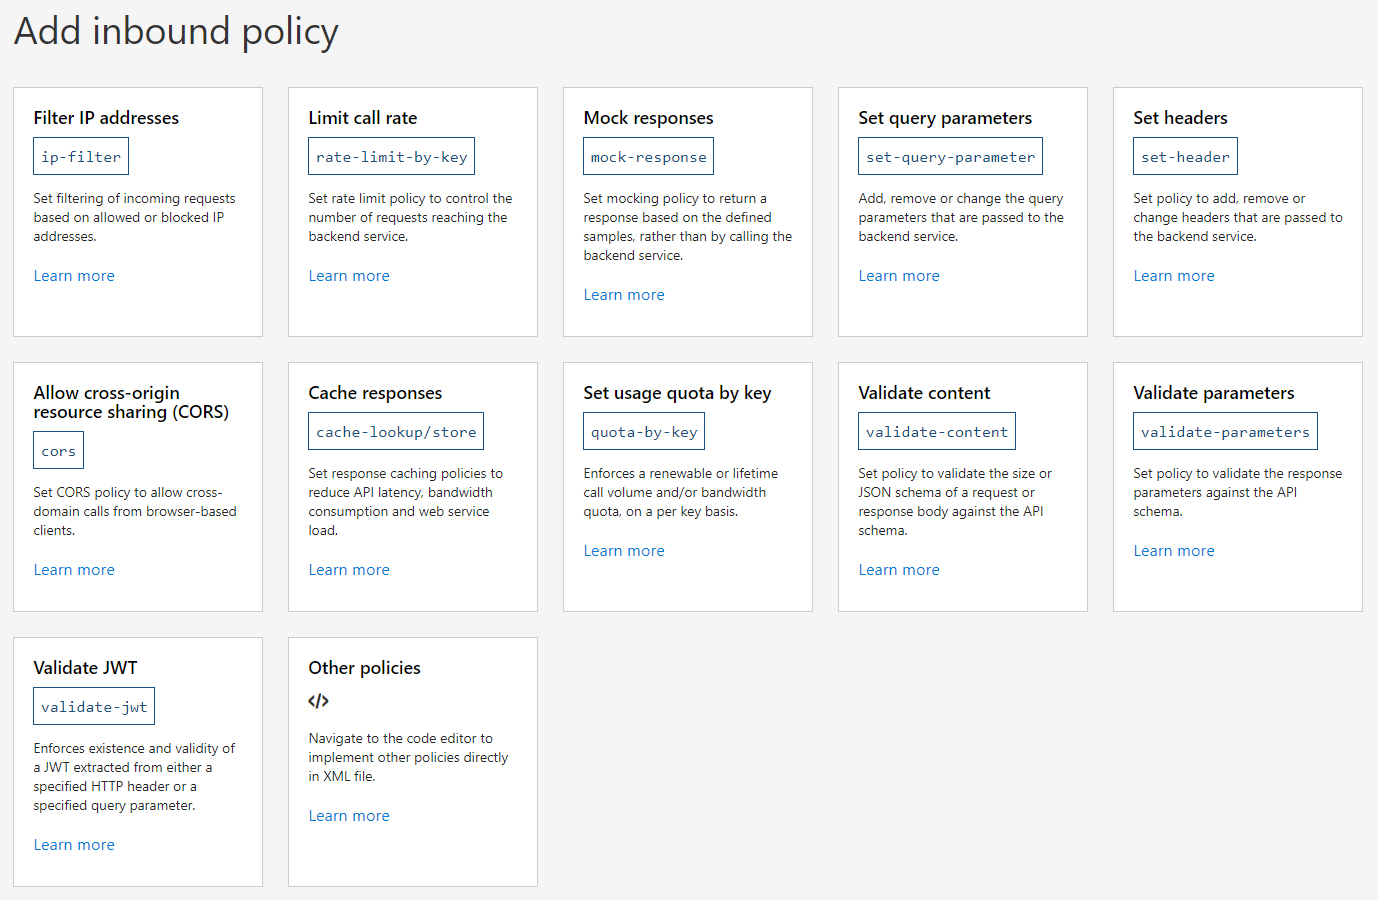 Add inbound policy
Filter IP addresses
ip-filter
Set filtering of incoming requests
based on allowed or blocked IP
addresses.
Learn more
Limit call rate
rate-limit-by-key
Set rate limit policy to control the
number of requests reaching the
backend service.
Learn more
Mock responses
mock-response
Set mocking policy to return a
response based on the defined
samples, rather than by calling the
backend service.
Learn more
Set query parameters
set-query-parameter
Add, remove or change the query
parameters that are passed to the
backend service.
Learn more
Set headers
set-header
Set policy to add, remove or
change headers that are passed to
the backend service.
Learn more
Allow cross-origin
resource sharing (CORS)
cors
Set CORS policy to allow cross-
domain calls from browser-based
clients.
Learn more
Cache responses
cache-lookup/store
Set response caching policies to
reduce API latency, bandwidth
consumption and web service
load.
Learn more
Set usage quota by key
quota-by-key
Enforces a renewable or lifetime
call volume and/or bandwidth
quota, on a per key basis.
Learn more
Validate content
validate-content
Set policy to validate the size or
JSON schema of a request or
response body against the API
schema.
Learn more
Validate parameters
validate-parameters
Set policy to validate the response
parameters against the API
schema.
Learn more
Validate JWT
validate-jwt
Enforces existence and validity of
a JWT extracted from either a
specified HTTP header or a
specified query parameter.
Learn more
Other policies
</>
Navigate to the code editor to
implement other policies directly
in XML file.
Learn more